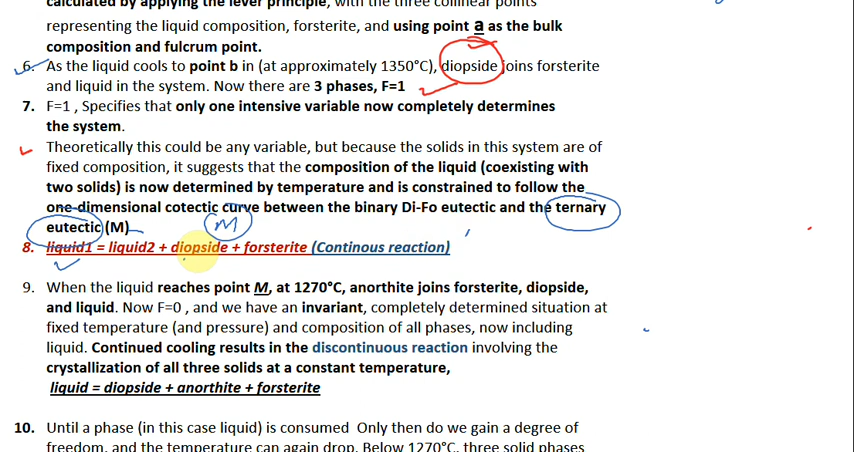 calculated by applying the lever principle, with the three collinear points
representing the liquid composition, forsterite, and using point a as the bulk
composition and fulcrum point.
6. As the liquid cools to point b in (at approximately 1350°C), diopside joins forsterite
and liquid in the system. Now there are 3 phases, F=1
7. F=1 , Specifies that only one intensive variable now completely determines
the system.
Theoretically this could be any variable, but because the solids in this system are of
fixed composition, it suggests that the composition of the liquid (coexisting with
two solids) is now determined by temperature and is constrained to follow the
one-dimensional cotectic curve between the binary Di-Fo eutectic and the ternary
eutectic (M)
M
8. liquid1 = liquid2 + diopside + forsterite (Continous reaction)
9. When the liquid reaches point M, at 1270°C, anorthite joins forsterite, diopside,
and liquid. Now F=0 , and we have an invariant, completely determined situation at
fixed temperature (and pressure) and composition of all phases, now including
liquid. Continued cooling results in the discontinuous reaction involving the
crystallization of all three solids at a constant temperature,
liquid = diopside + anorthite + forsterite
10. Until a phase (in this case liquid) is consumed Only then do we gain a degree of
freedom, and the temperature can again drop. Below 1270°C, three solid phases